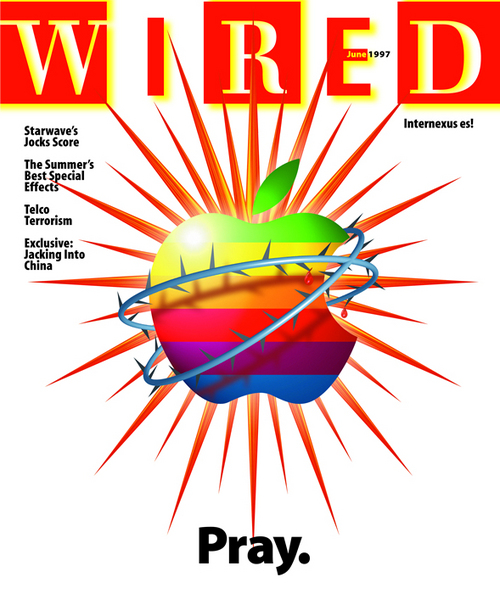 WIRED
June 1997
Internexus es!
Starwave's
Jocks Score
The Summer's
Best Special
Effects
Telco
Terrorism
Exclusive:
Jacking Into
China
Pray.